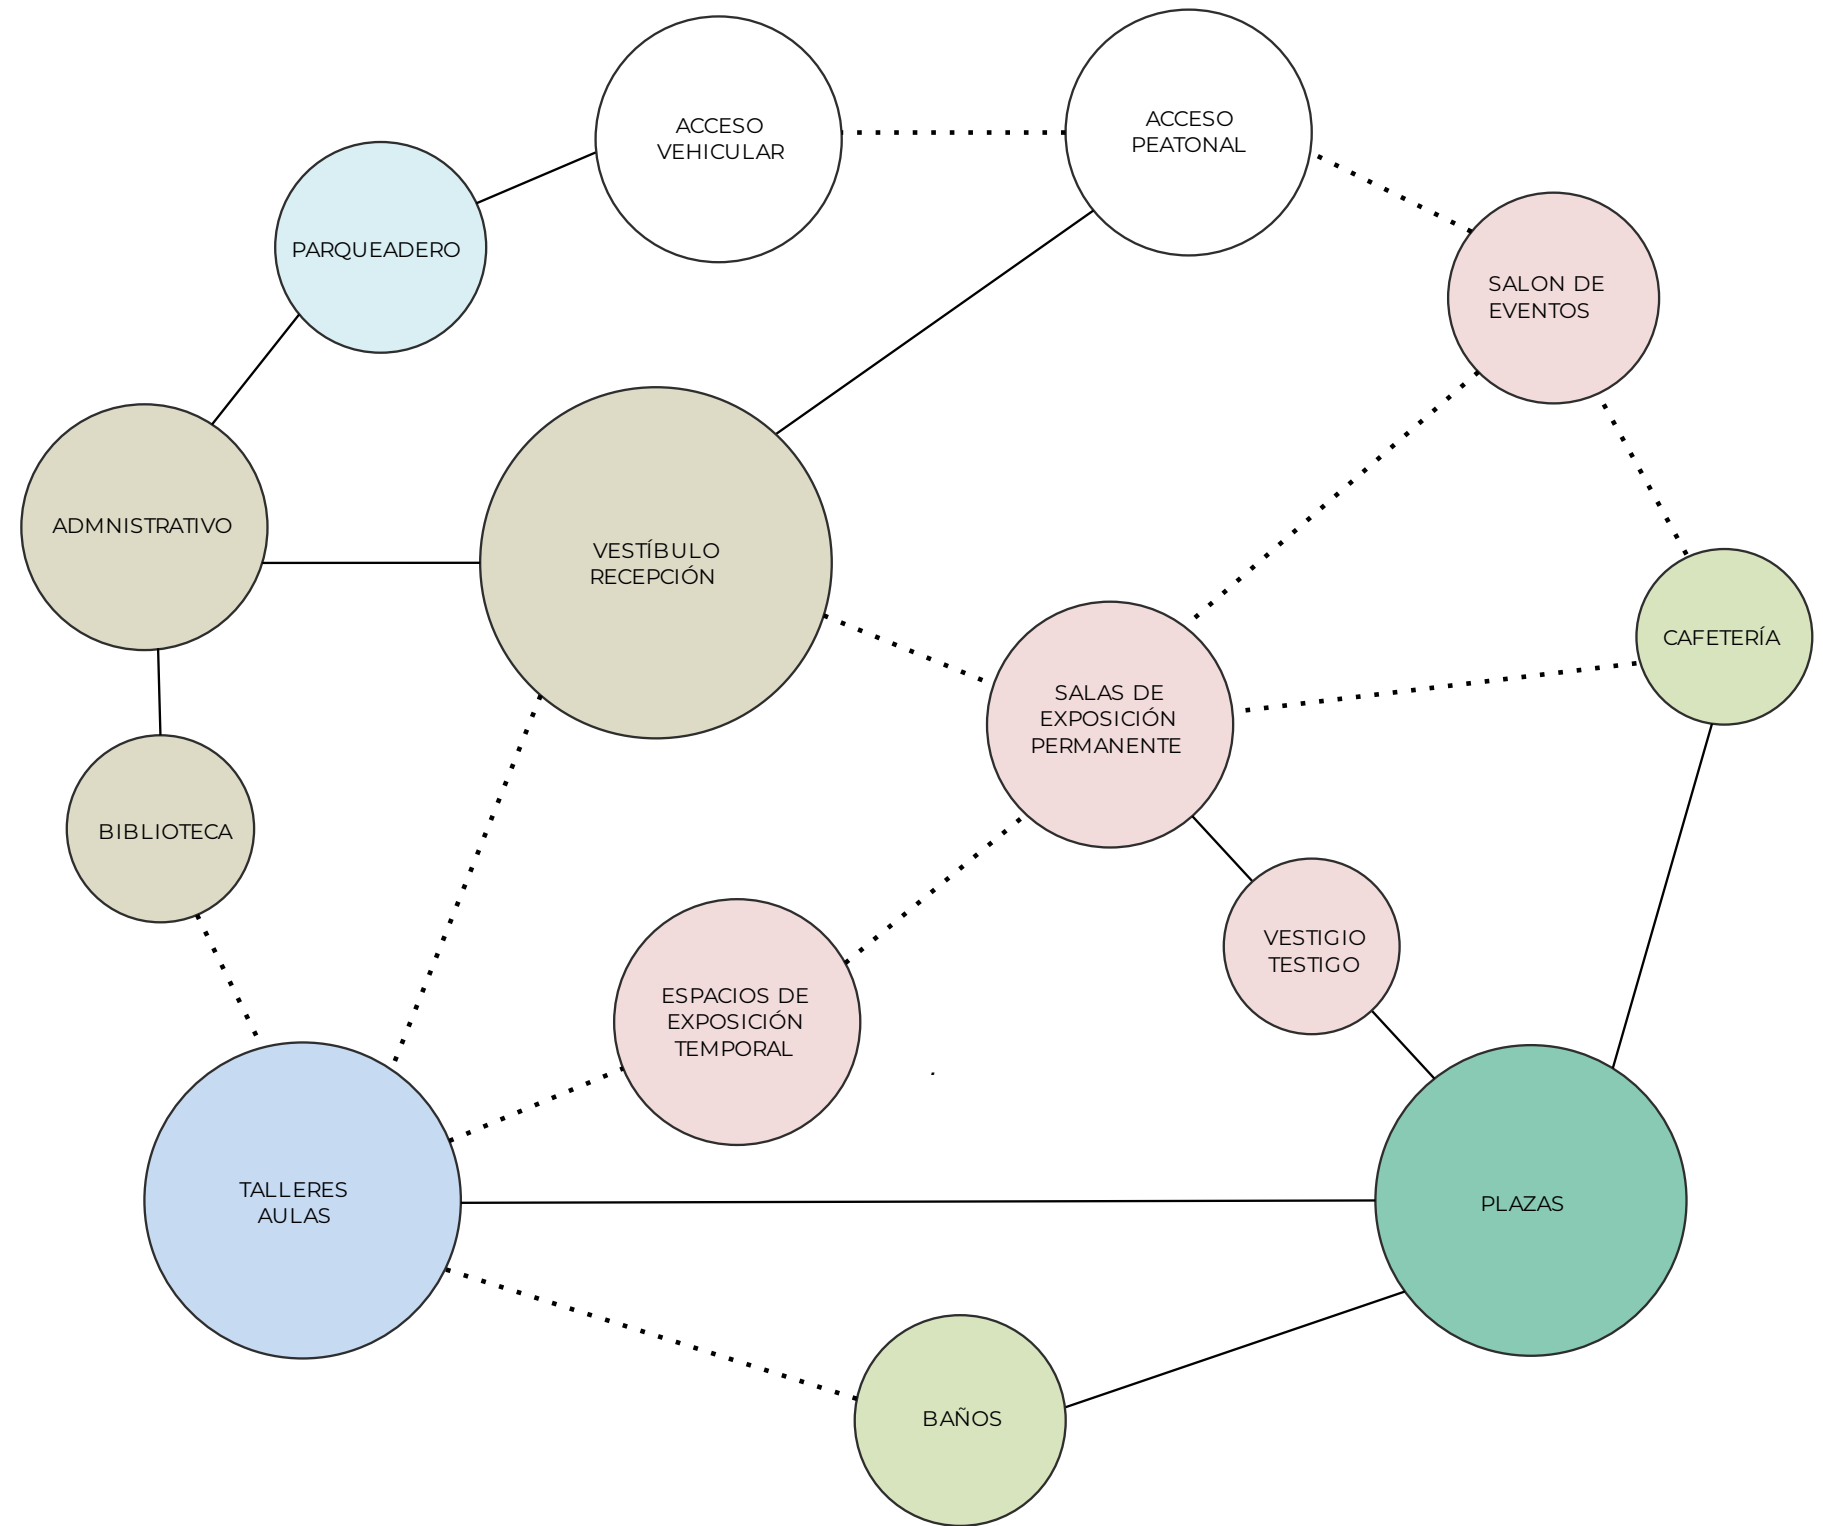 ACCESO
VEHICULAR
ACCESO
PEATONAL
PARQUEADERO
SALON DE
EVENTOS
ADMNISTRATIVO
VESTÍBULO
RECEPCIÓN
CAFETERÍA
SALAS DE
EXPOSICIÓN
PERMANENTE
BIBLIOTECA
VESTIGIO
TESTIGO
ESPACIOS DE
EXPOSICIÓN
TEMPORAL
TALLERES
AULAS
PLAZAS
BAÑOS